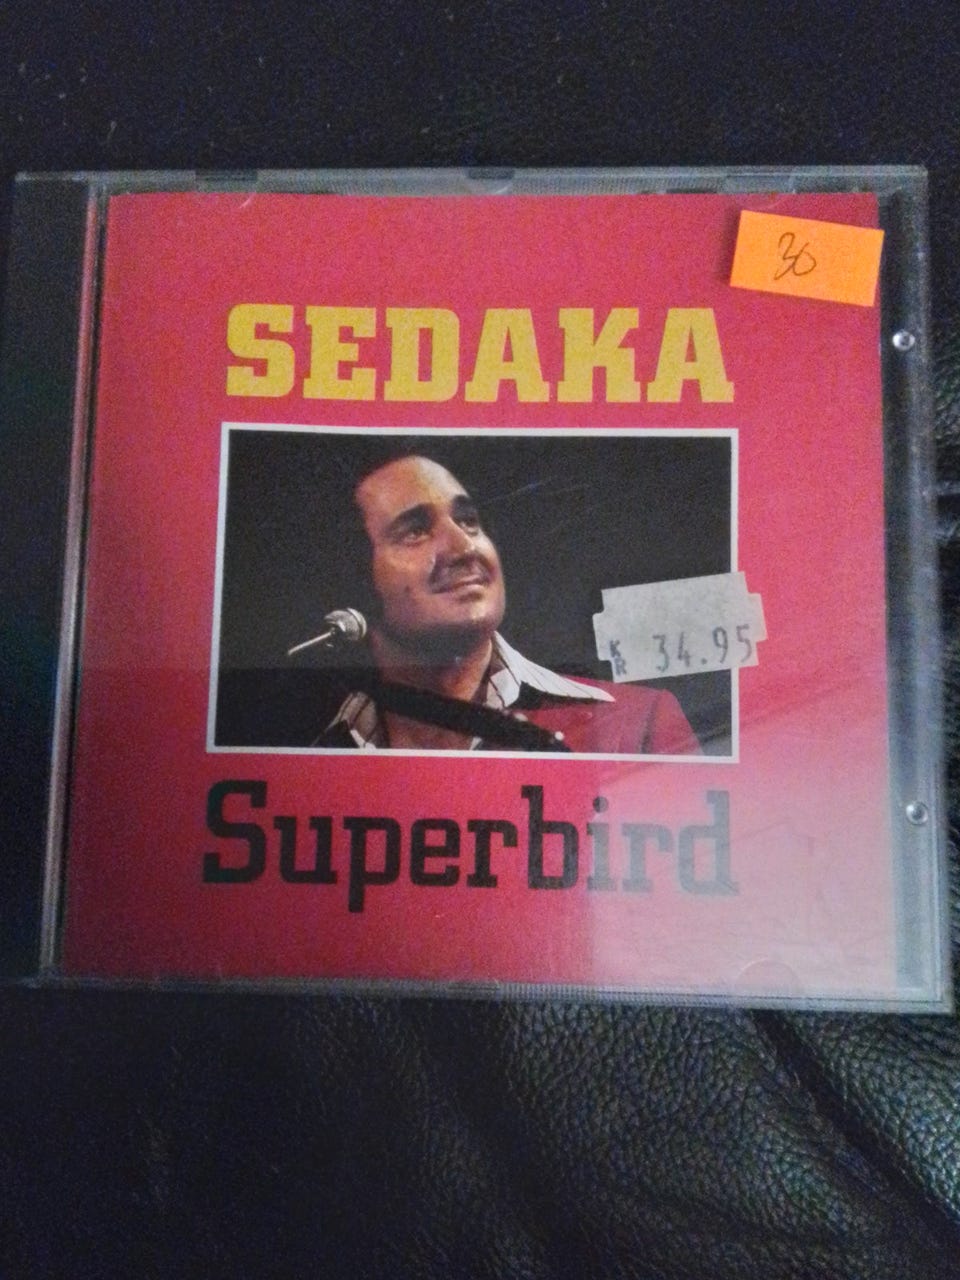 30
SEDAKA
KR 34.95
Superbird